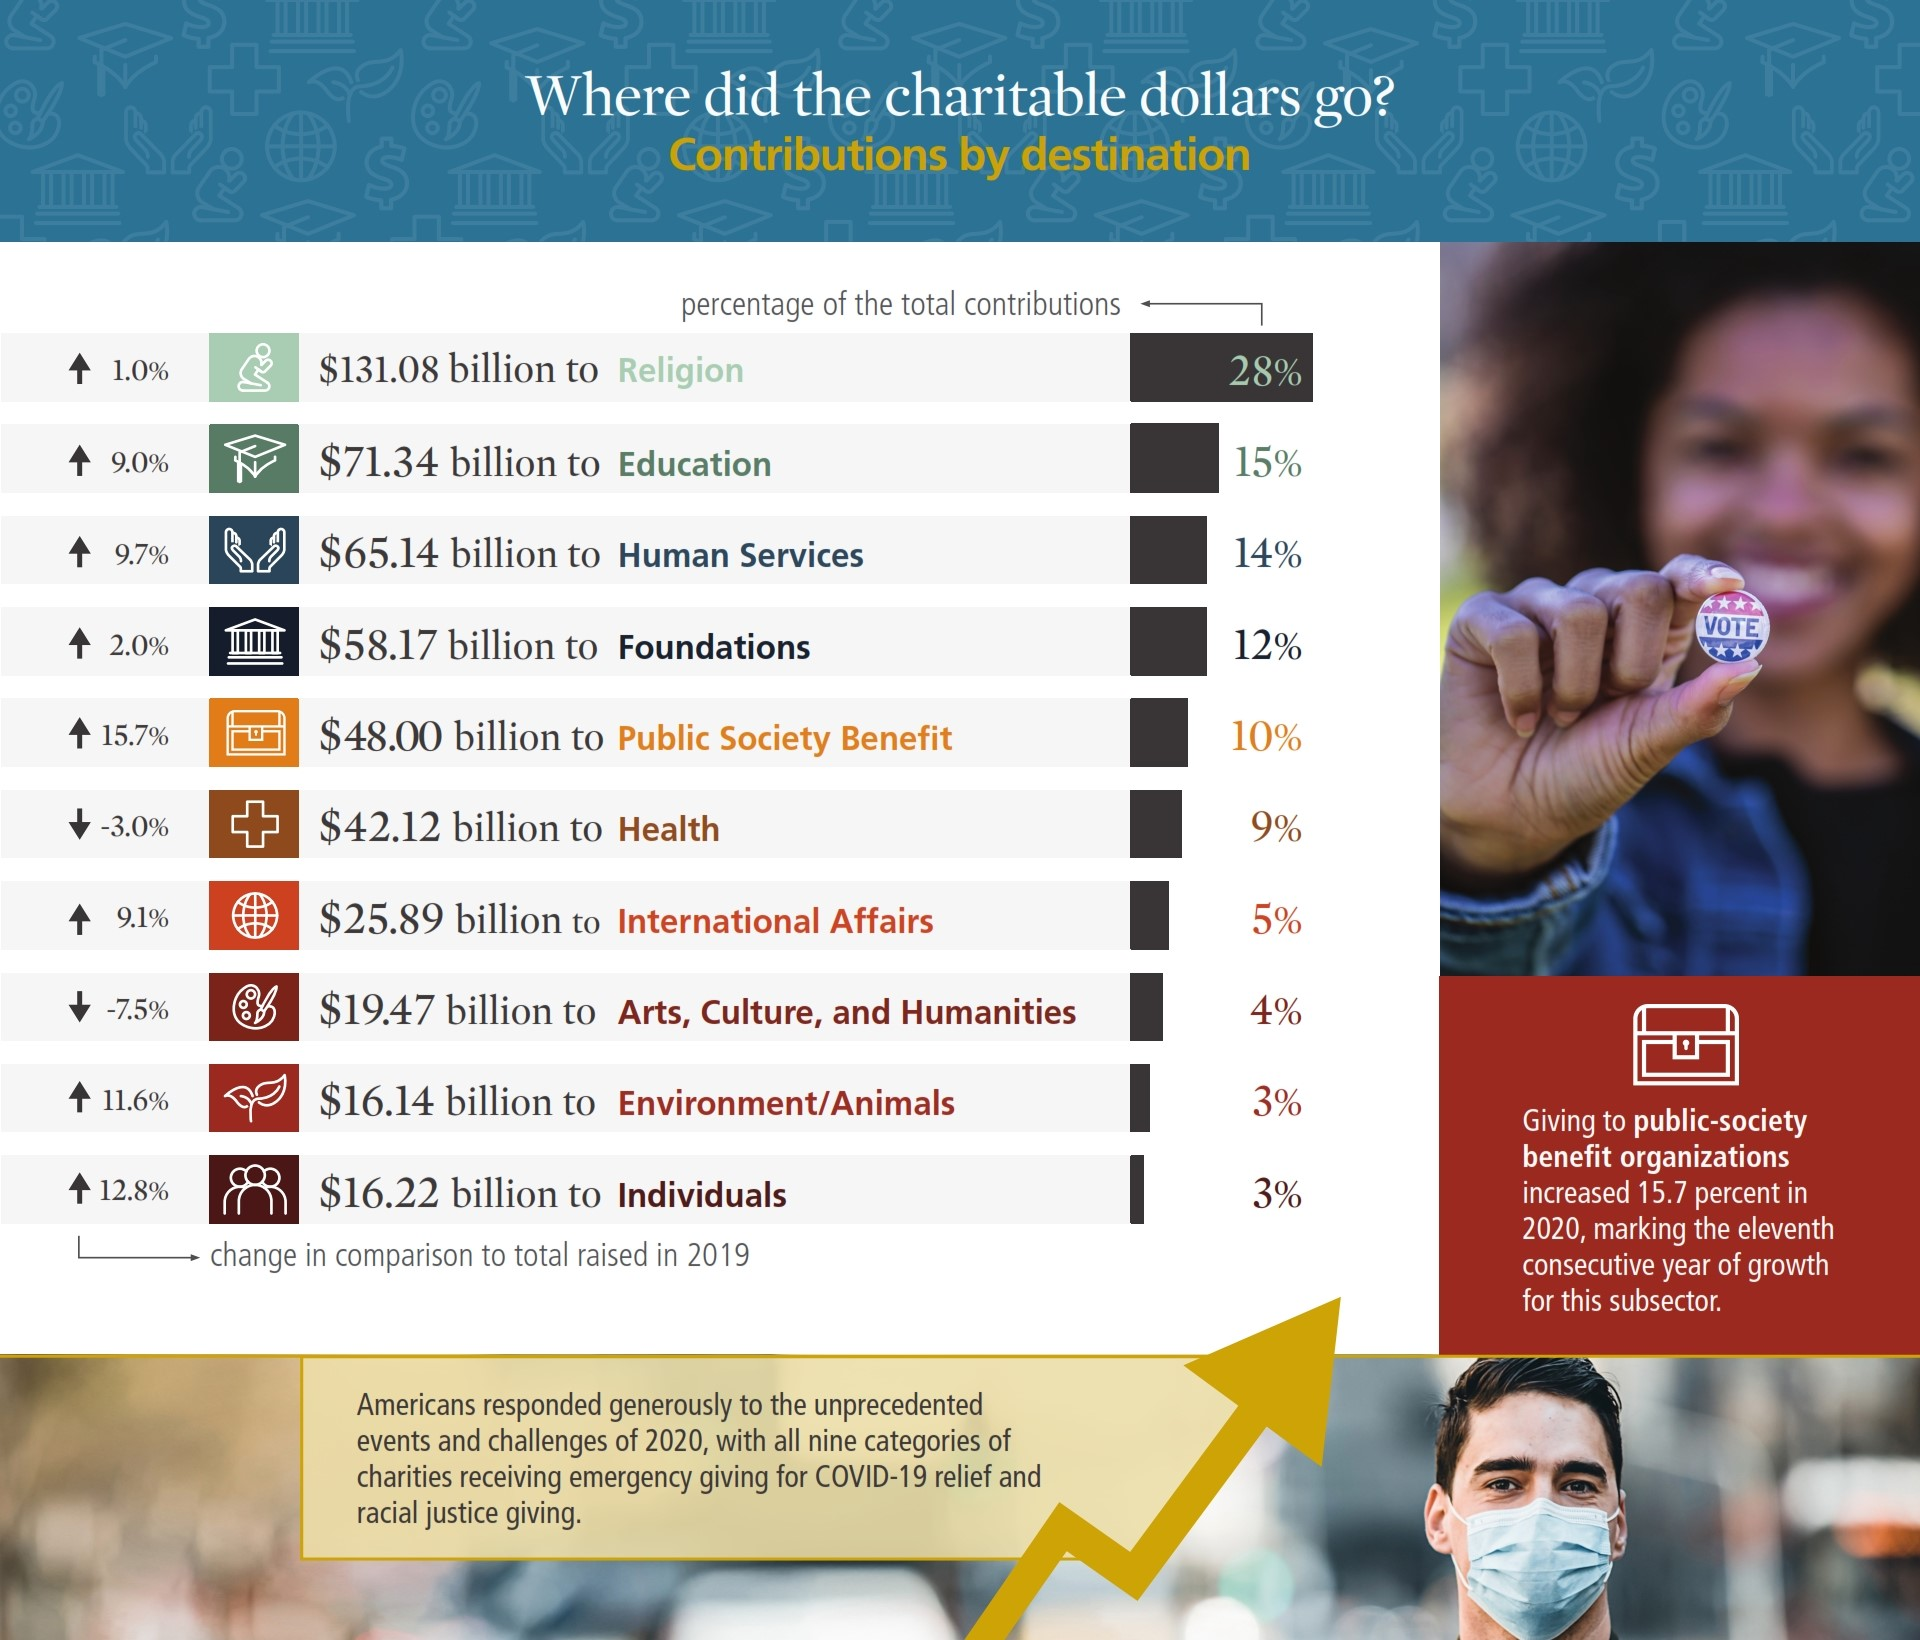 Where did the charitable dollars go?
Contributions by destination
percentage of the total contributions
1.0% $131.08 billion to Religion 28%
9.0% $71.34 billion to Education 15%
9.7% $65.14 billion to Human Services 14%
2.0% $58.17 billion to Foundations 12%
15.7% $48.00 billion to Public Society Benefit 10%
-3.0% $42.12 billion to Health 9%
9.1% $25.89 billion to International Affairs 5%
-7.5% $19.47 billion to Arts, Culture, and Humanities 4%
11.6% $16.14 billion to Environment/Animals 3%
12.8% $16.22 billion to Individuals 3%
change in comparison to total raised in 2019
VOTE
Giving to public-society
benefit organizations
increased 15.7 percent in
2020, marking the eleventh
consecutive year of growth
for this subsector.
Americans responded generously to the unprecedented
events and challenges of 2020, with all nine categories of
charities receiving emergency giving for COVID-19 relief and
racial justice giving.